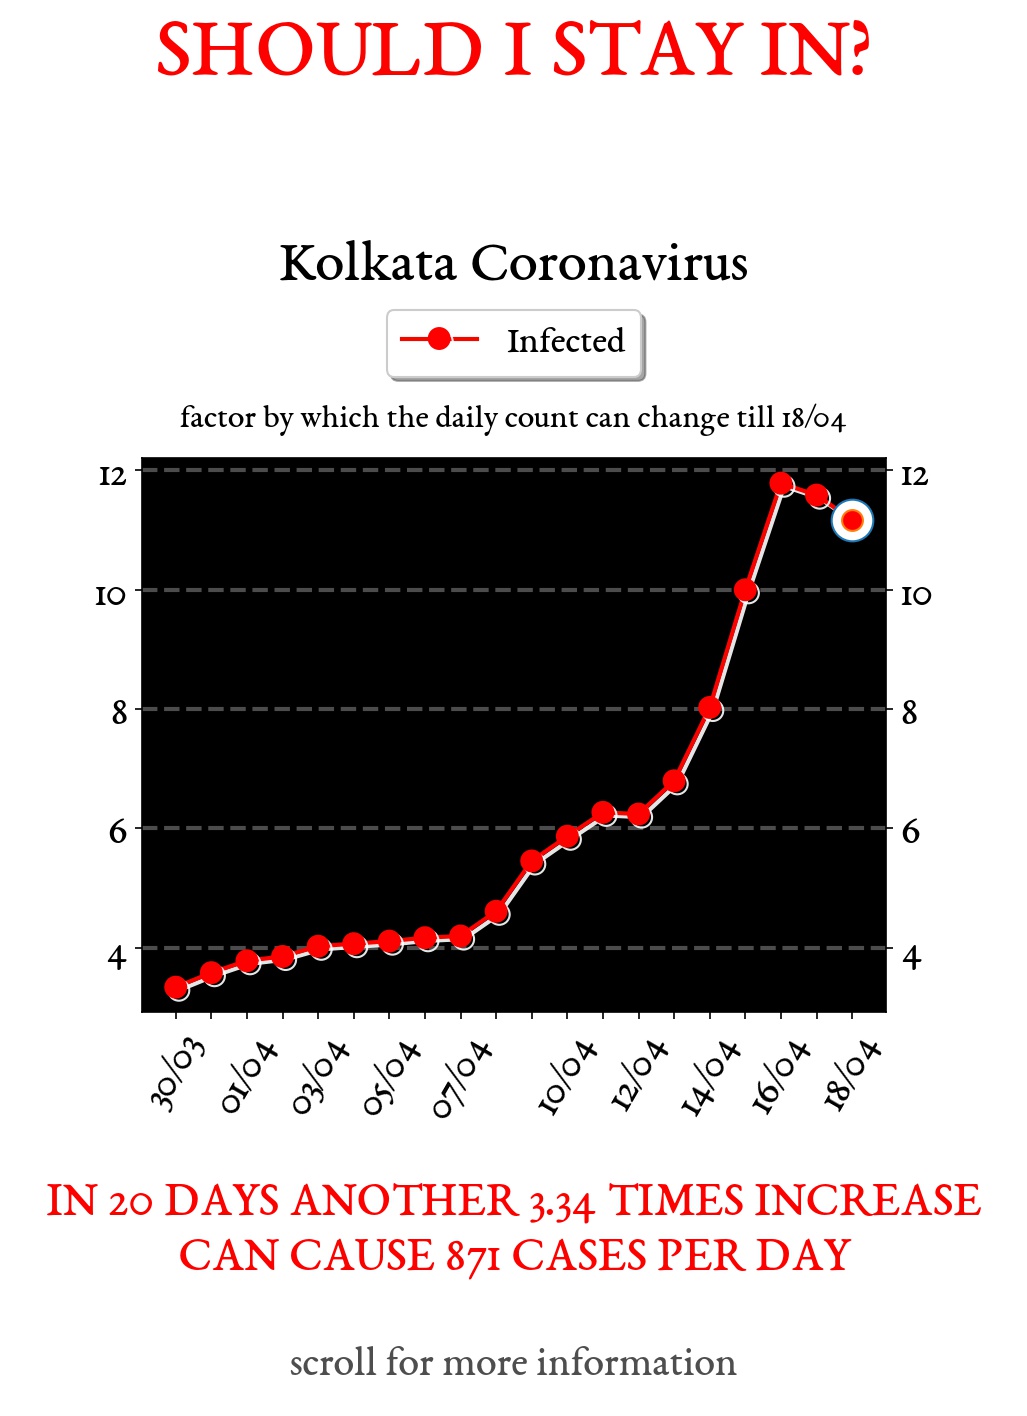 SHOULD I STAY IN?
Kolkata Coronavirus
Infected
factor by which the daily count can change till 18/04
12 12
10 10
8 8
6 6
4 4
30/03 01/04 03/04 05/04 07/04 10/04 12/04 14/04 16/04 18/04
IN 20 DAYS ANOTHER 3.34 TIMES INCREASE
CAN CAUSE 871 CASES PER DAY
scroll for more information